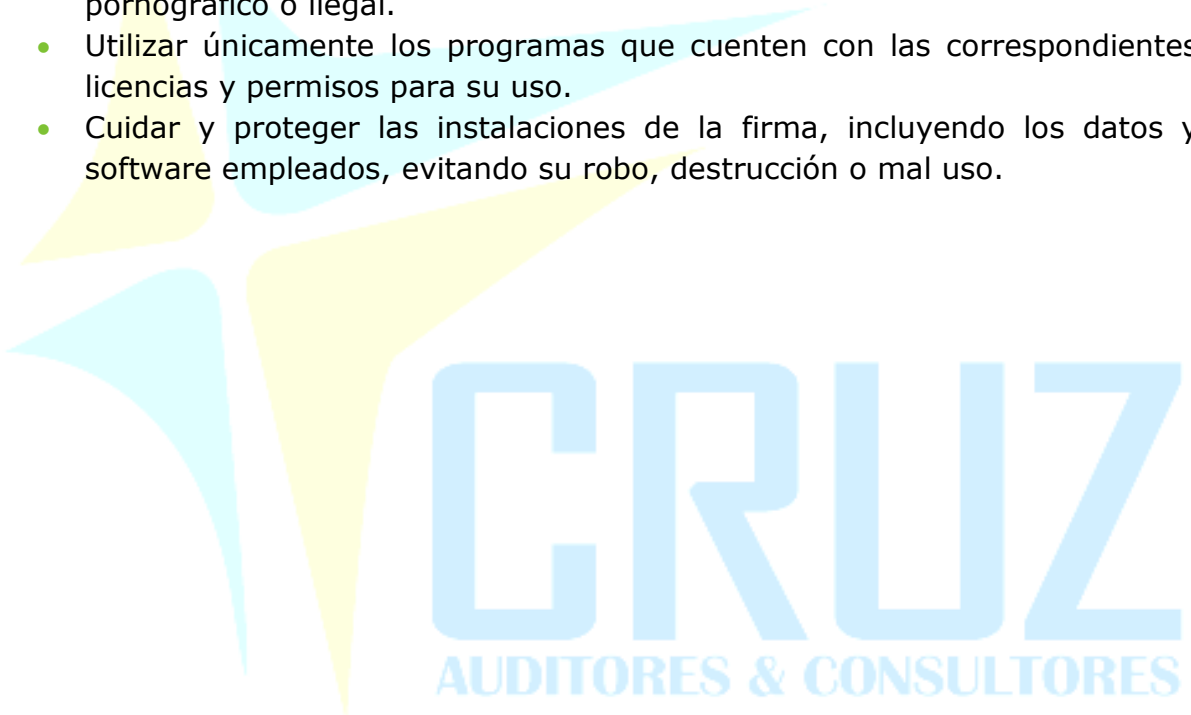 pornográfico o ilegal.
• Utilizar únicamente los programas que cuenten con las correspondientes
licencias y permisos para su uso.
• Cuidar y proteger las instalaciones de la firma, incluyendo los datos y
software empleados, evitando su robo, destrucción o mal uso.
CRUZ
AUDITORES & CONSULTORES